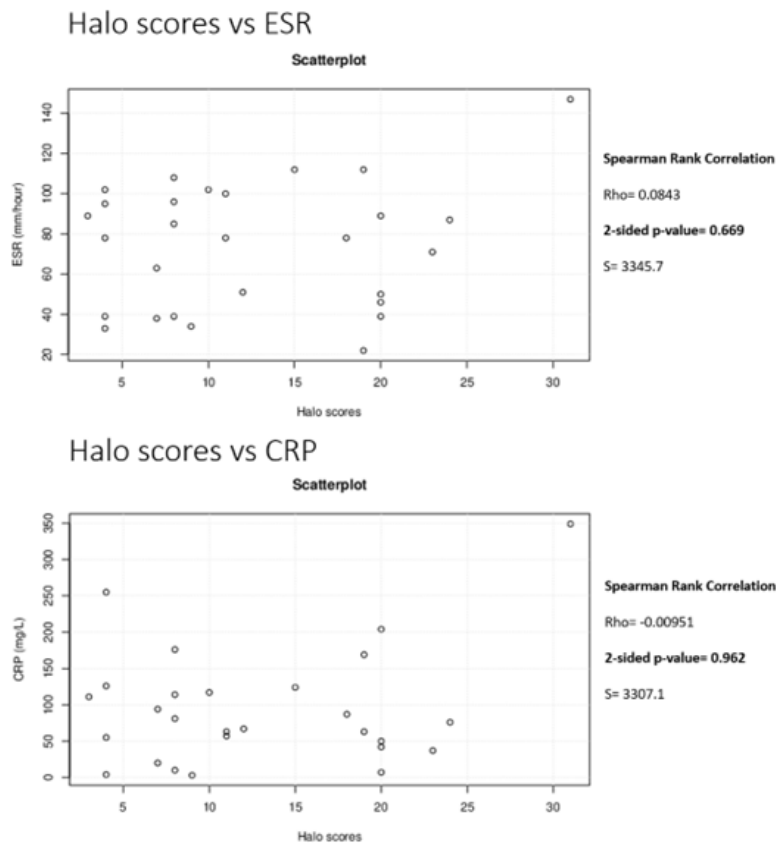 Halo scores vs ESR
Scatterplot
ESR (mm/hour)
140
120
100
80
60
40
20
5 10 15 20 25 30
Halo scores
Spearman Rank Correlation
Rho= 0.0843
2-sided p-value= 0.669
S= 3345.7
Halo scores vs CRP
Scatterplot
CRP (mg/L)
350
300
250
200
150
100
50
0
5 10 15 20 25 30
Halo scores
Spearman Rank Correlation
Rho= -0.00951
2-sided p-value= 0.962
S= 3307.1